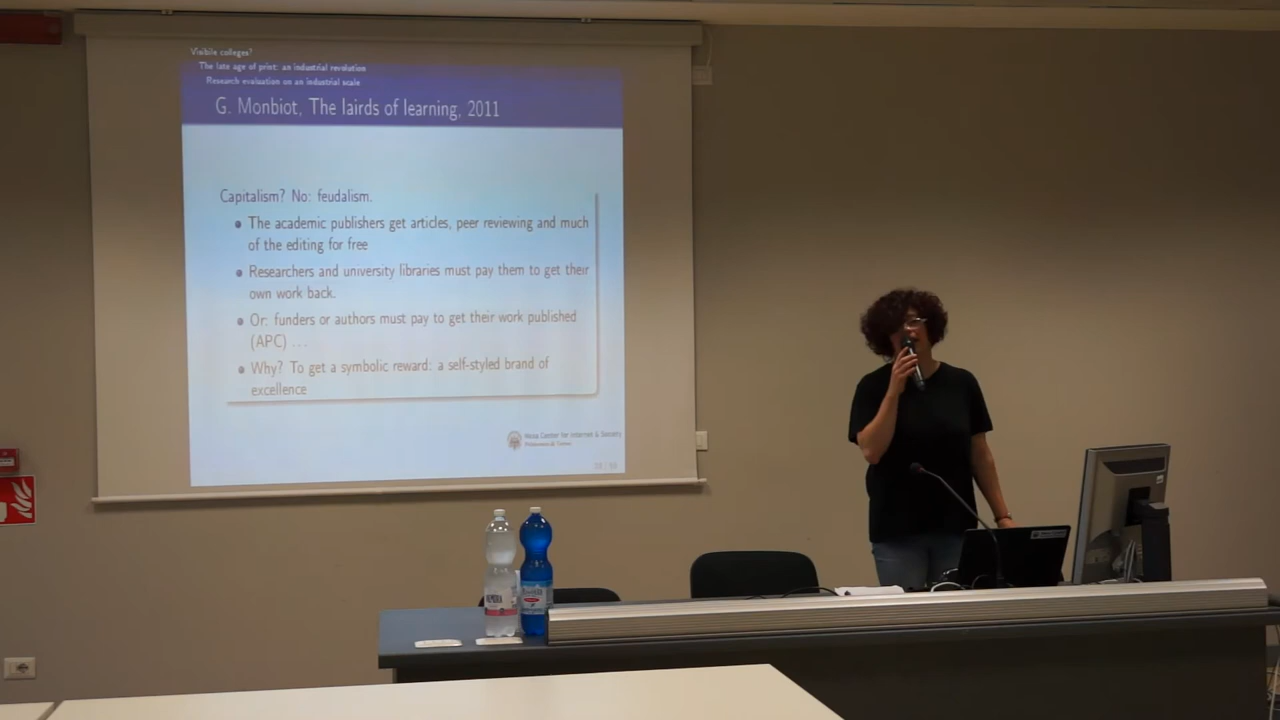 Visibile colleges?
The late age of print: an industrial revolution
Research evaluation on an industrial scale
G. Monbiot, The lairds of learning, 2011
Capitalism? No: feudalism.
The academic publishers get articles, peer reviewing and much
of the editing for free
Researchers and university libraries must pay them to get their
own work back.
Or: funders or authors must pay to get their work published
(APC) ...
Why? To get a symbolic reward: a self-styled brand of
excellence
Nexa Center for Internet & Society
Politecnico di Torino